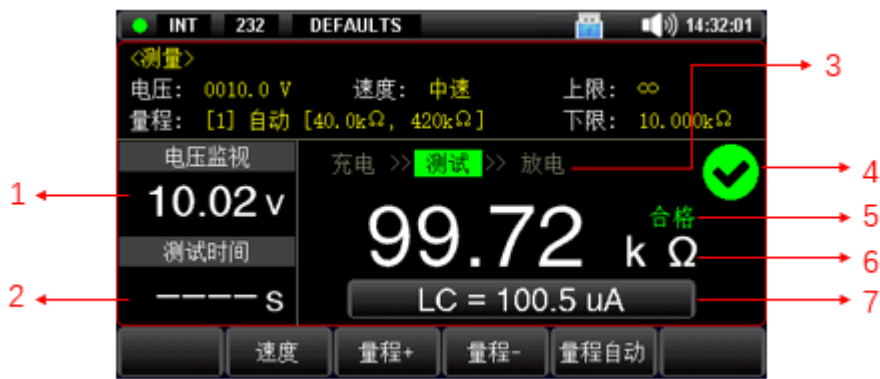 INT 232 DEFAULTS 14:32:01
<测量>
电压: 0010.0 V 速度: 中速 上限: ∞
量程: [1] 自动 [40.0kΩ, 420kΩ] 下限: 10.000kΩ
3
电压监视
充电 >> 测试 >> 放电
4
1
10.02 v
99.72 kΩ
合格
5
测试时间
6
2
----s
LC = 100.5 uA
7
速度 量程+ 量程- 量程自动